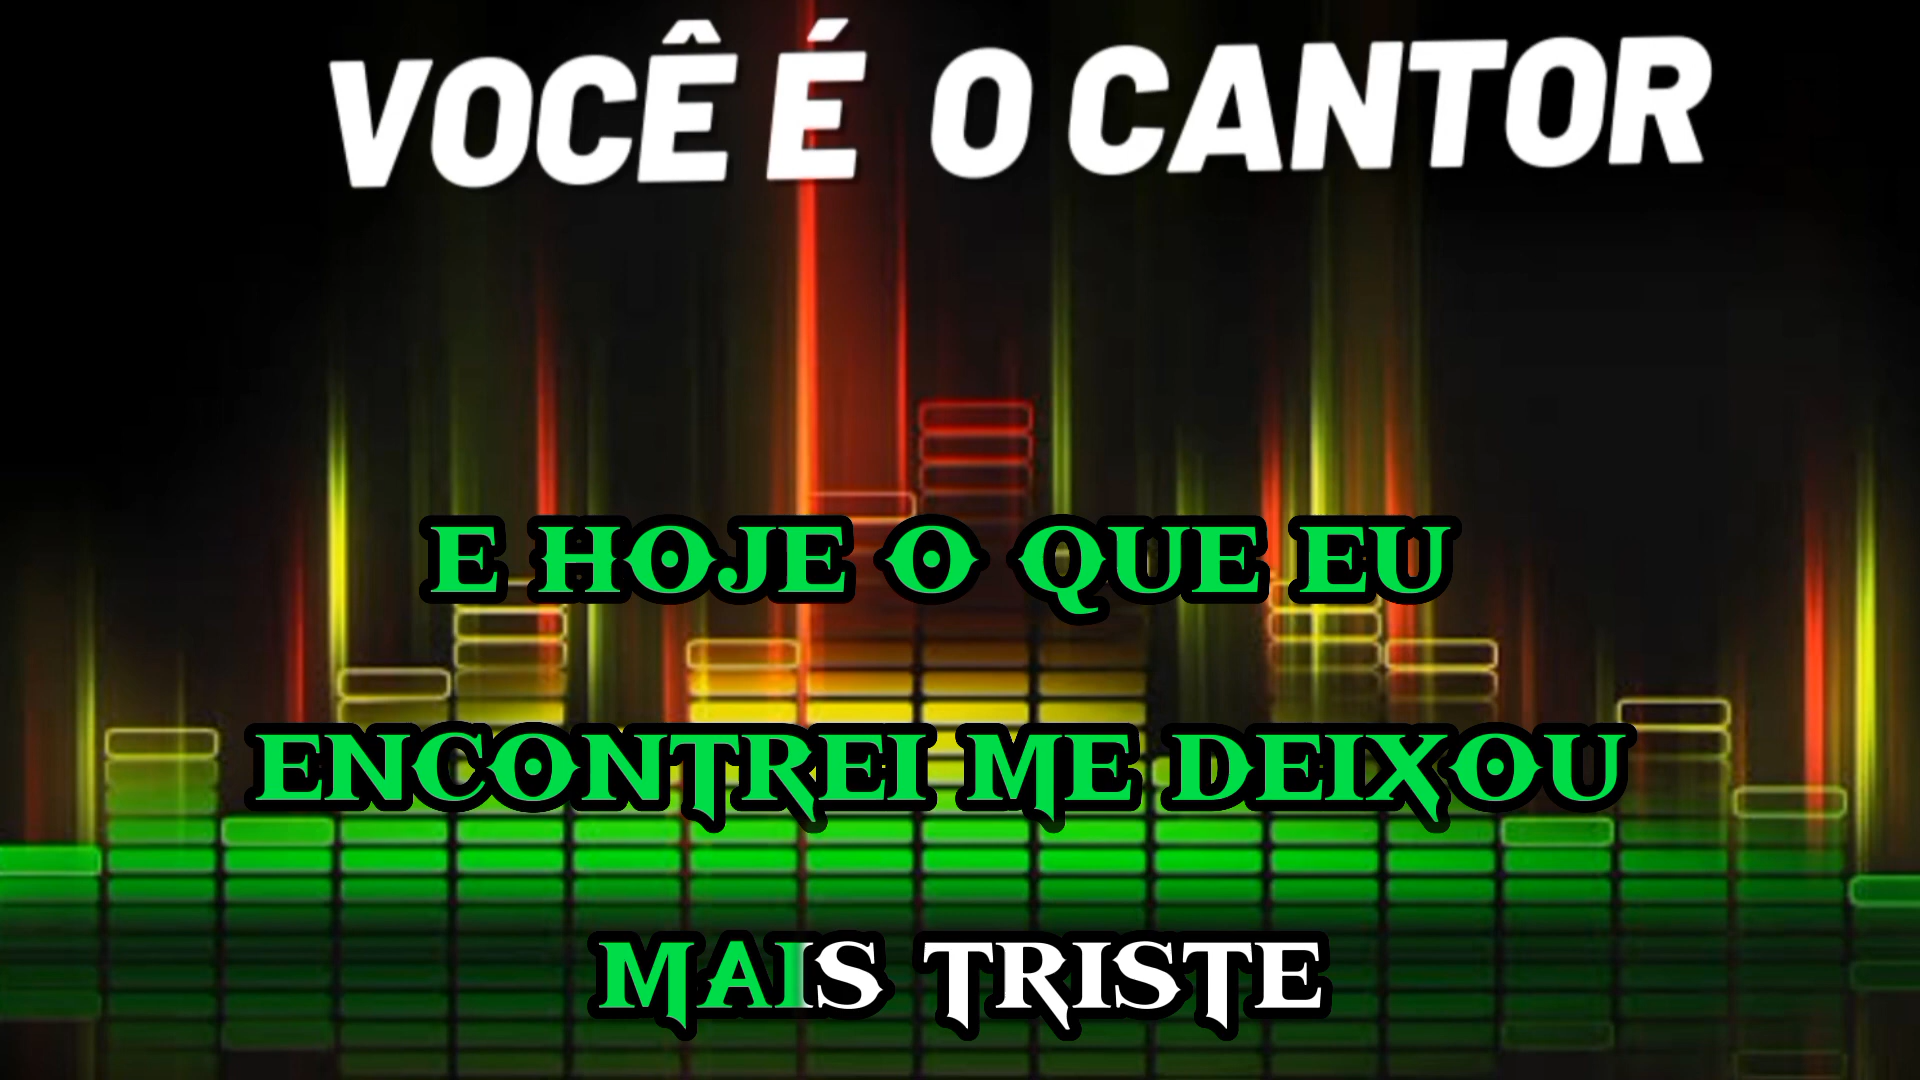 VOCÊ É O CANTOR
E HOJE O QUE EU
ENCONTREI ME DEIXOU
MAIS TRISTE